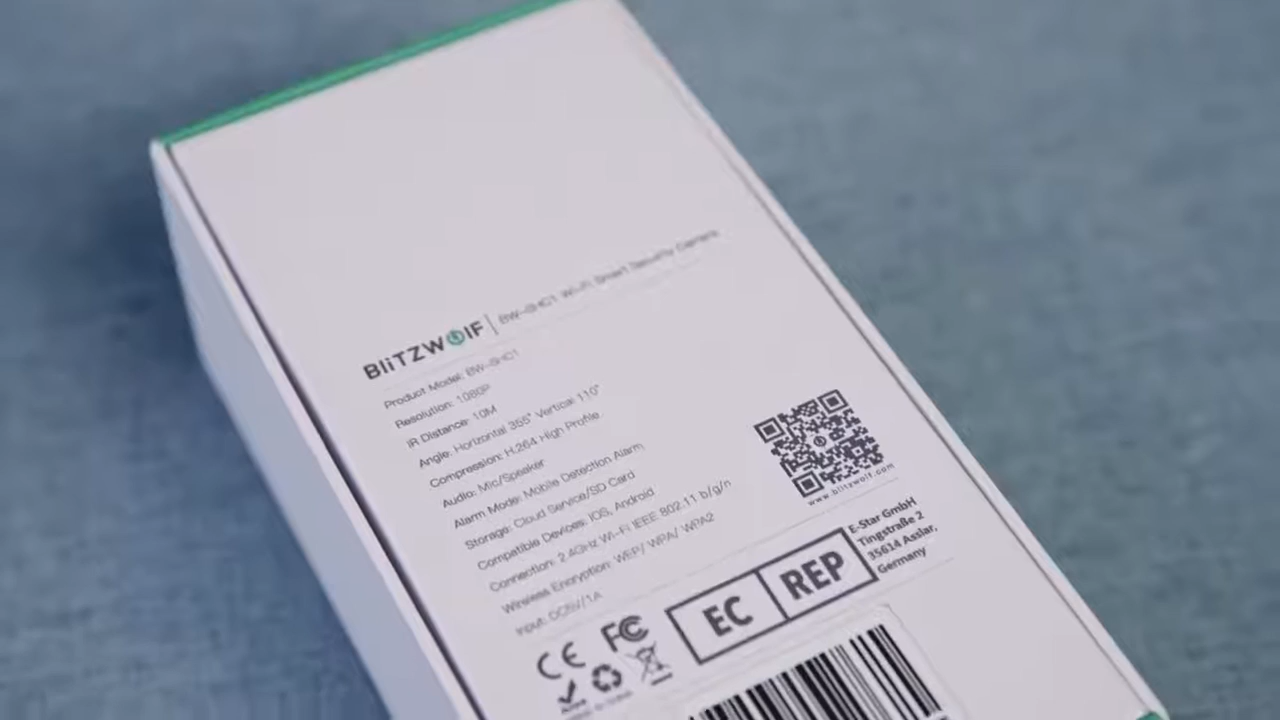 BLiTZWOLF | BW-SHC1 Wi-Fi Smart Security Camera
Product Model: BW-SHC1
Resolution: 1080P
IR Distance: 10M
Angle: Horizontal 355° Vertical 110°
Compression: H.264 High Profile
Audio: Mic/Speaker
Alarm Mode: Mobile Detection Alarm
Storage: Cloud Service/SD Card
Compatible Devices: iOS, Android
Connection: 2.4GHz Wi-Fi IEEE 802.11 b/g/n
Wireless Encryption: WEP/ WPA/ WPA2
Input: DC5V/1A
www.blitzwolf.com
EC REP
E-Star GmbH
Tingstraße 2
35614 Asslar,
Germany
CE FC